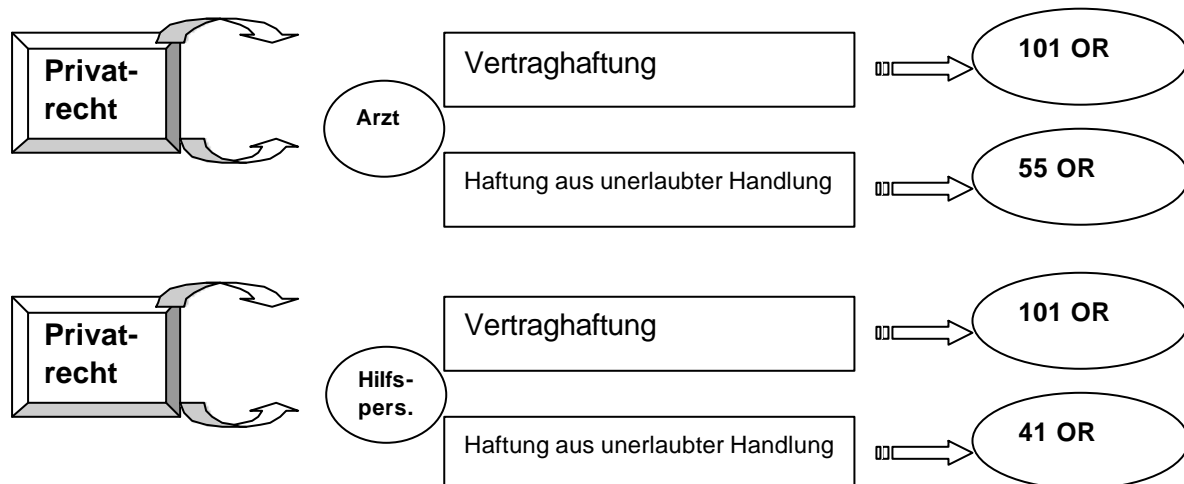 Privat-
recht
Arzt
Vertraghaftung
101 OR
Haftung aus unerlaubter Handlung
55 OR
Privat-
recht
Hilfs-
pers.
Vertraghaftung
101 OR
Haftung aus unerlaubter Handlung
41 OR